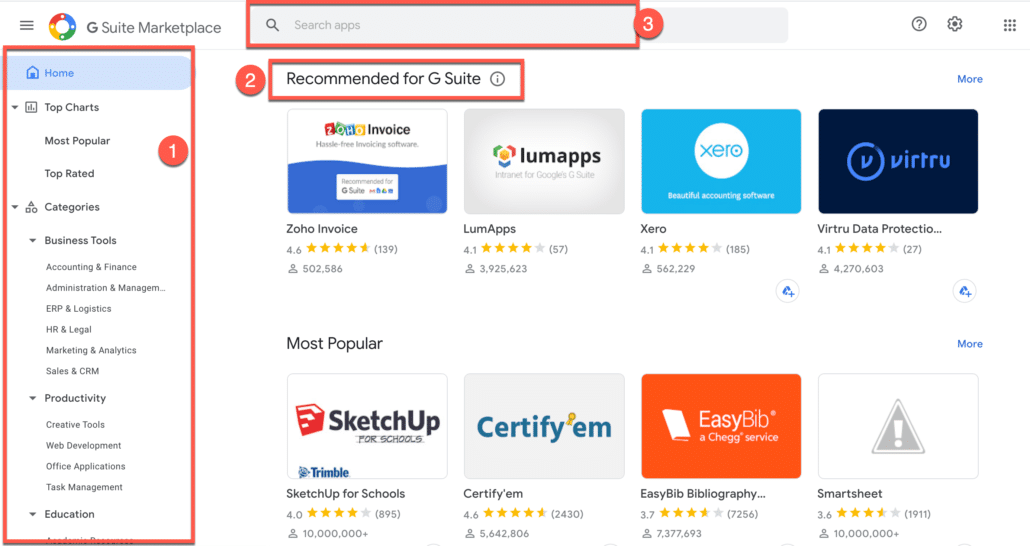 G Suite Marketplace
Search apps
3
Home
Top Charts
Most Popular
Top Rated
Categories
Business Tools
Accounting & Finance
Administration & Managem...
ERP & Logistics
HR & Legal
Marketing & Analytics
Sales & CRM
Productivity
Creative Tools
Web Development
Office Applications
Task Management
Education
Academic Resources
1
2
Recommended for G Suite
More
ZOHO Invoice
Hassle-free Invoicing software.
Recommended for
G Suite
lumapps
Intranet for Google's G Suite
xero
Beautiful accounting software
virtru
Zoho Invoice
4.6 (139)
502,586
LumApps
4.1 (57)
3,925,623
Xero
4.1 (185)
562,229
Virtru Data Protectio...
4.1 (27)
4,270,603
Most Popular
More
SketchUp
FOR SCHOOLS
Trimble
Certify'em
EasyBib®
a Chegg® service
SketchUp for Schools
4.0 (895)
10,000,000+
Certify'em
4.6 (2430)
5,642,806
EasyBib Bibliography...
3.7 (7256)
7,377,693
Smartsheet
3.6 (1911)
10,000,000+